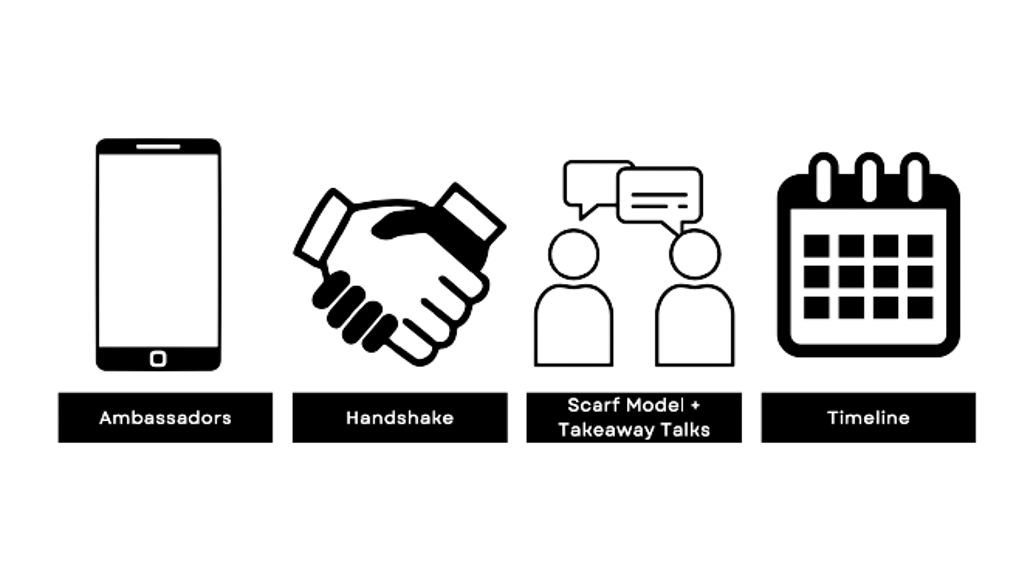 Ambassadors
Handshake
Scarf Model +
Takeaway Talks
Timeline